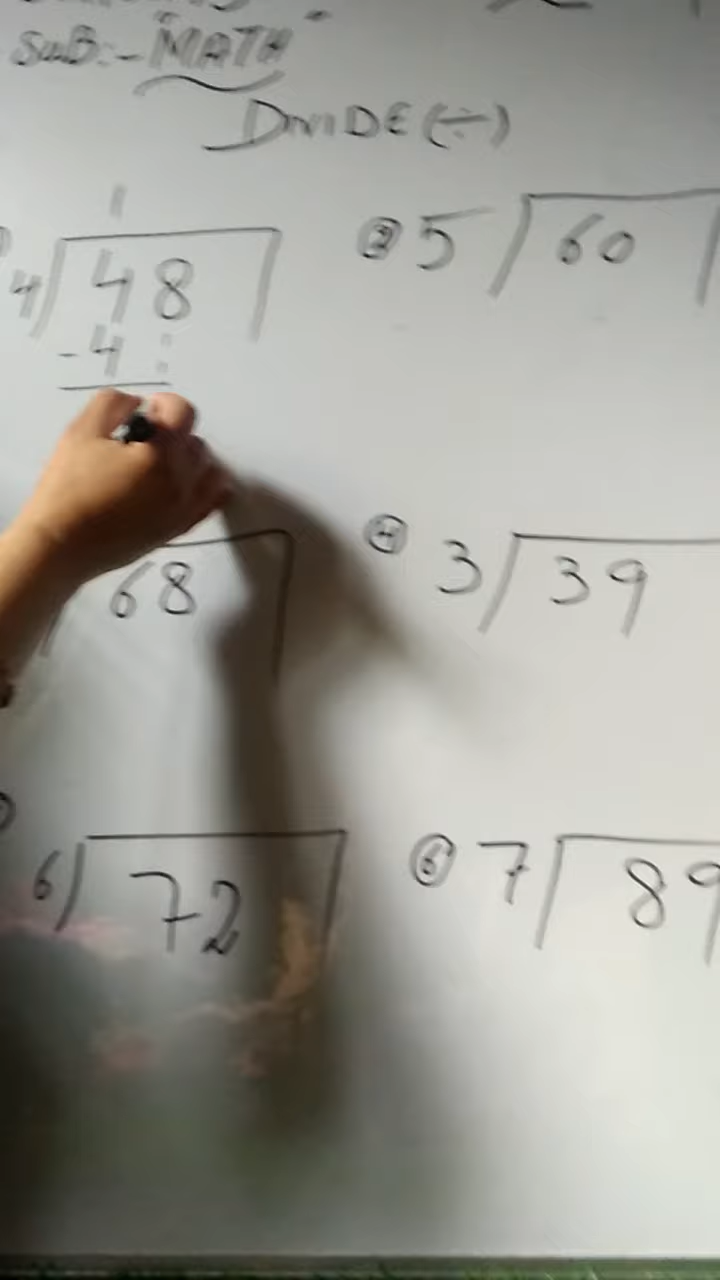 SUB:- "MATH"
DIVIDE (÷)
1
4) 48
- 4
② 5) 60
68
④ 3) 39
6) 72
⑥ 7) 89